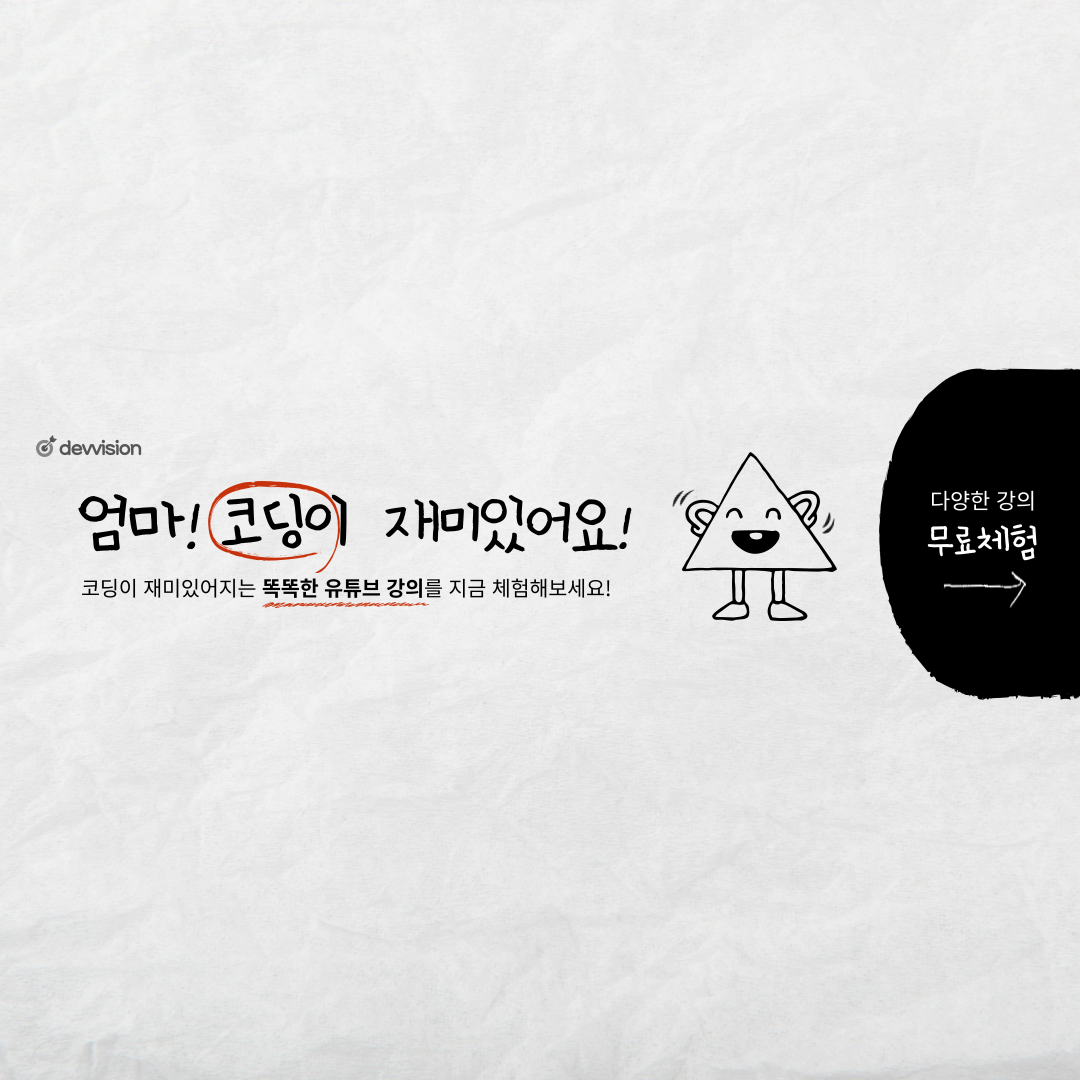 devvision
엄마! 코딩이 재미있어요!
코딩이 재미있어지는 똑똑한 유튜브 강의를 지금 체험해보세요!
다양한 강의
무료체험